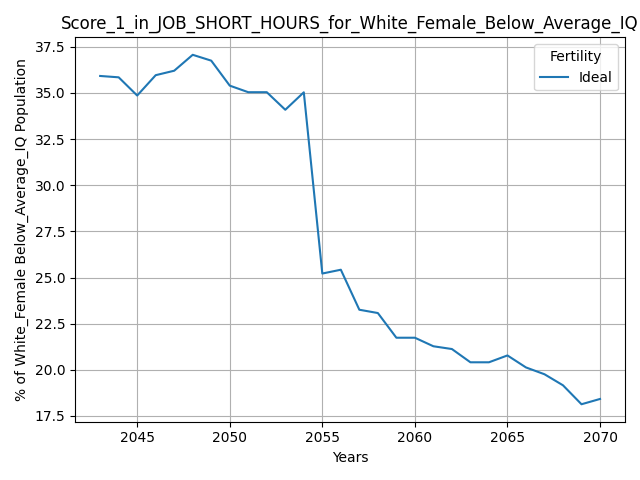 Score_1_in_JOB_SHORT_HOURS_for_White_Female_Below_Average_IQ
37.5
35.0
32.5
30.0
27.5
25.0
22.5
20.0
17.5
% of White_Female Below_Average_IQ Population
Fertility
Ideal
2045 2050 2055 2060 2065 2070
Years